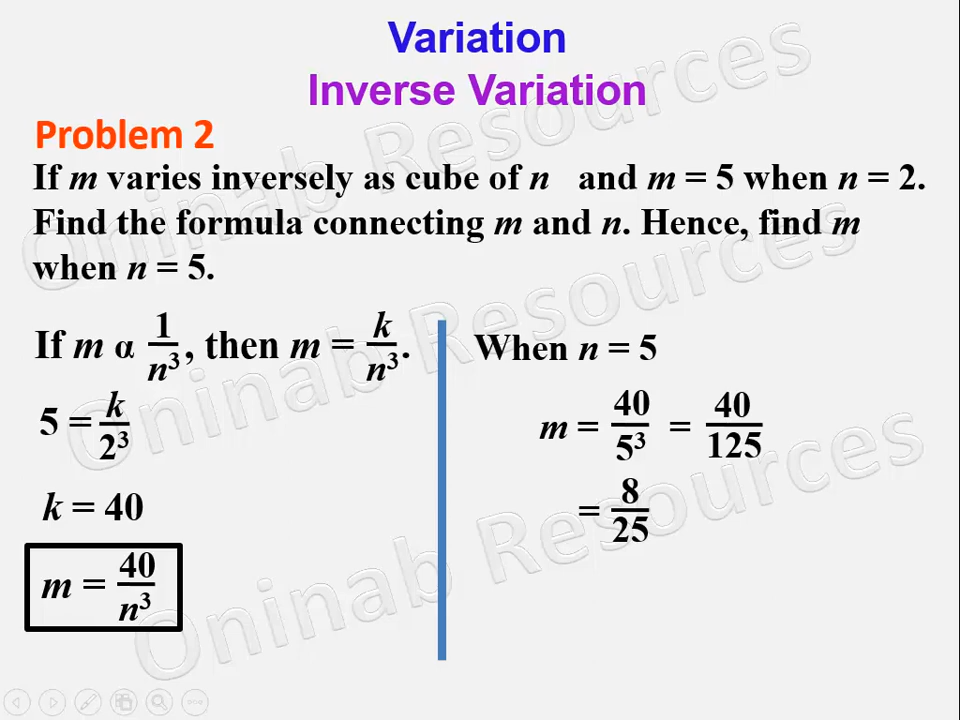 Variation
Inverse Variation
Problem 2
If m varies inversely as cube of n and m = 5 when n = 2.
Find the formula connecting m and n. Hence, find m
when n = 5.
If m α 1/n³, then m = k/n³.
5 = k/2³
k = 40
m = 40/n³
When n = 5
m = 40/5³ = 40/125
= 8/25
Oninab Resources
Oninab Resources
Oninab Resources